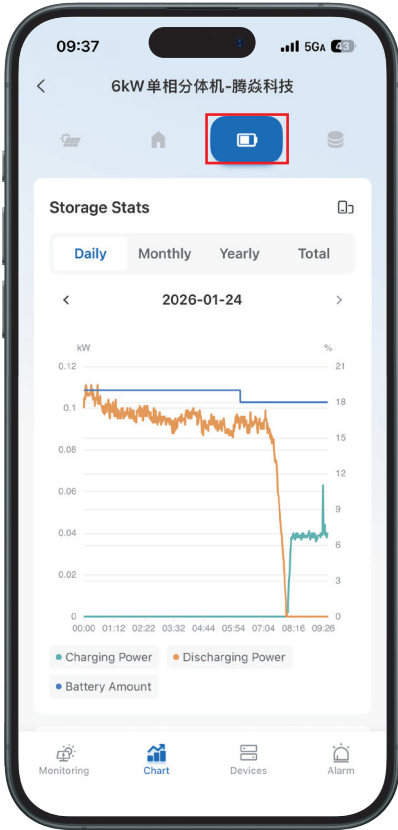 09:37
5GA 43
6kW单相分体机-腾焱科技
Storage Stats
Daily Monthly Yearly Total
2026-01-24
kW %
0.12 21
0.1 18
0.08 15
12
0.06 9
0.04 6
0.02 3
0 0
00:00 01:12 02:22 03:32 04:44 05:54 07:04 08:16 09:26
Charging Power Discharging Power
Battery Amount
Monitoring Chart Devices Alarm